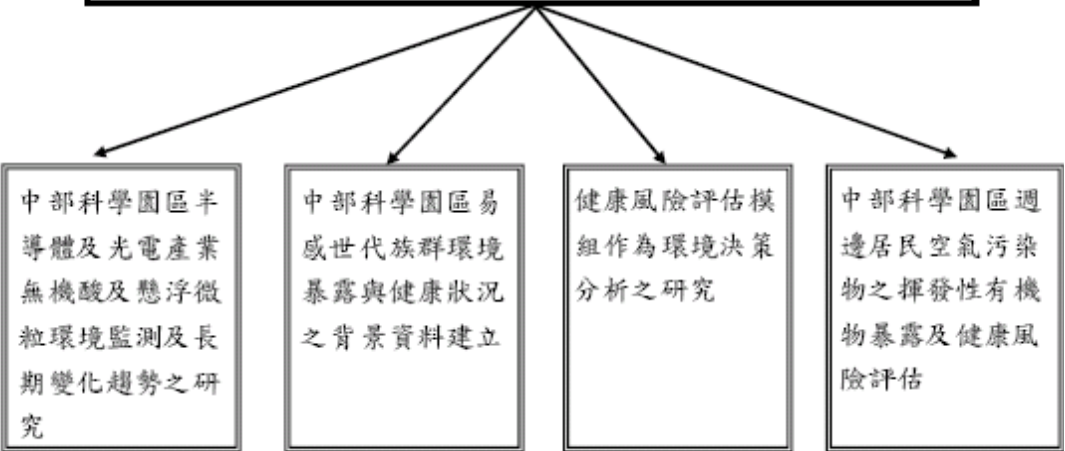 中部科學園區半
導體及光電產業
無機酸及懸浮微
粒環境監測及長
期變化趨勢之研
究
中部科學園區易
感世代族群環境
暴露與健康狀況
之背景資料建立
健康風險評估模
組作為環境決策
分析之研究
中部科學園區週
邊居民空氣污染
物之揮發性有機
物暴露及健康風
險評估